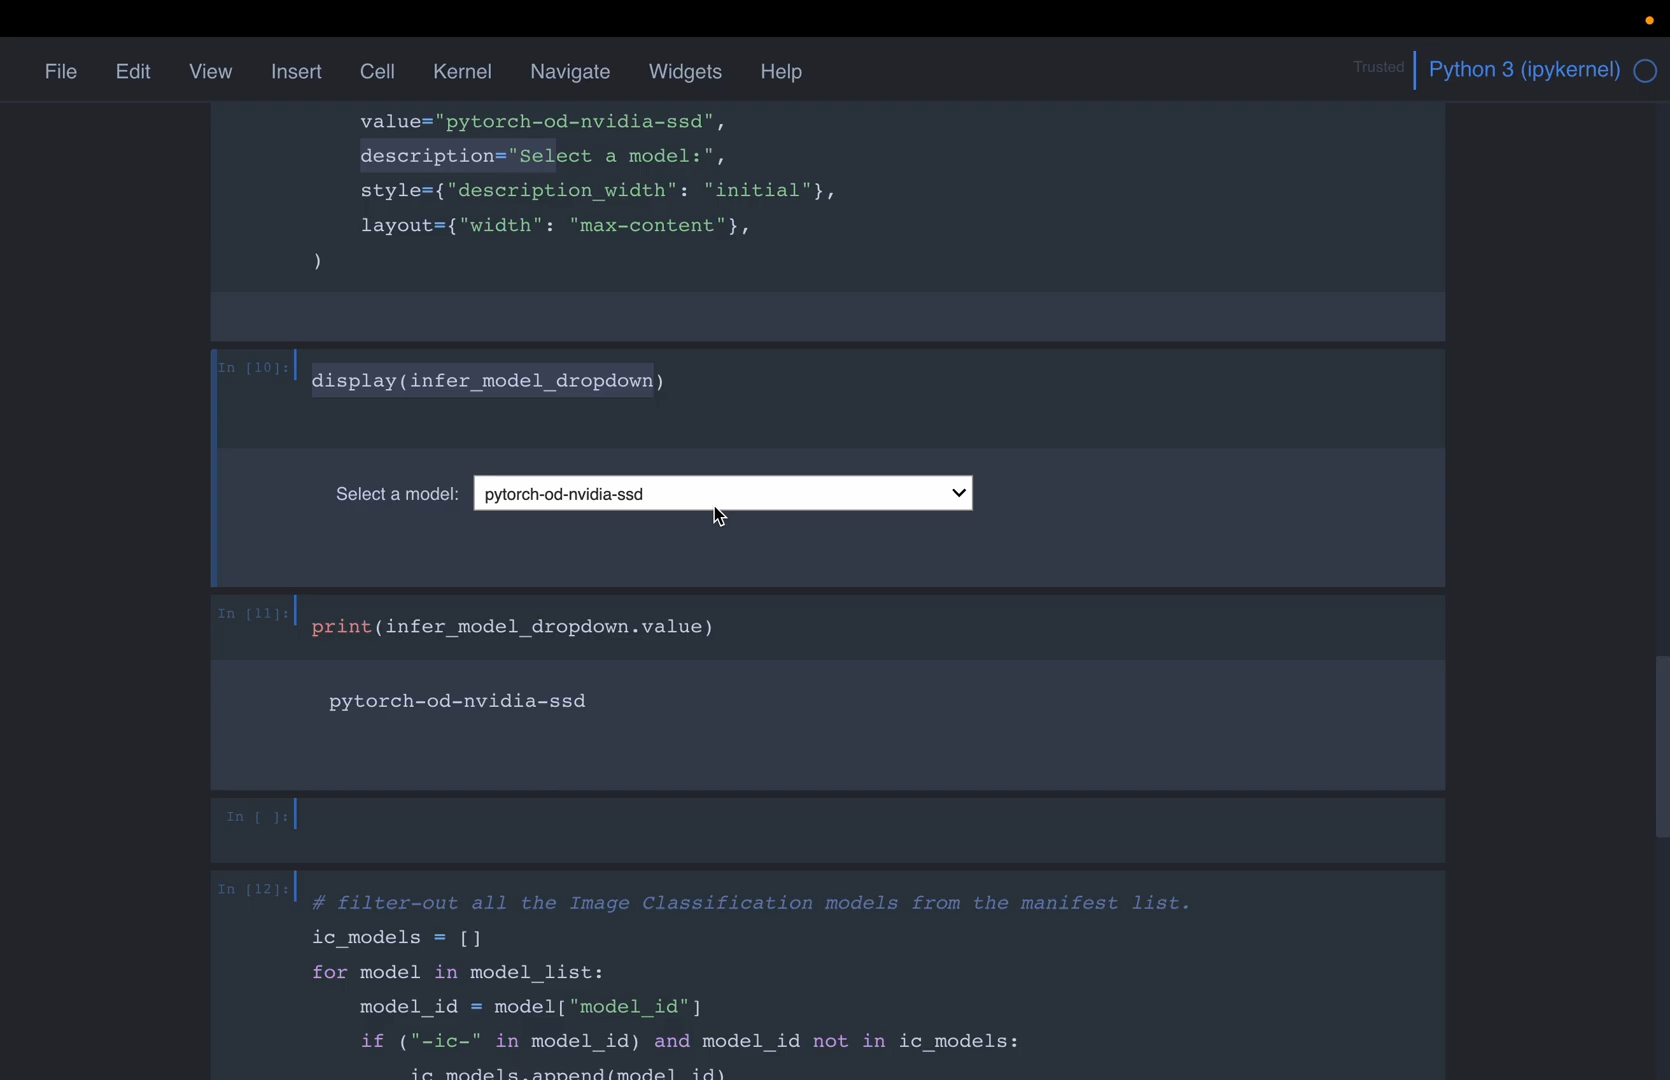 File Edit View Insert Cell Kernel Navigate Widgets Help Trusted Python 3 (ipykernel)
value="pytorch-od-nvidia-ssd",
description="Select a model:",
style={"description_width": "initial"},
layout={"width": "max-content"},
)
In [10]: display(infer_model_dropdown)
Select a model: pytorch-od-nvidia-ssd
In [11]: print(infer_model_dropdown.value)
pytorch-od-nvidia-ssd
In [ ]:
In [12]: # filter-out all the Image Classification models from the manifest list.
ic_models = []
for model in model_list:
model_id = model["model_id"]
if ("-ic-" in model_id) and model_id not in ic_models:
ic_models.append(model_id)